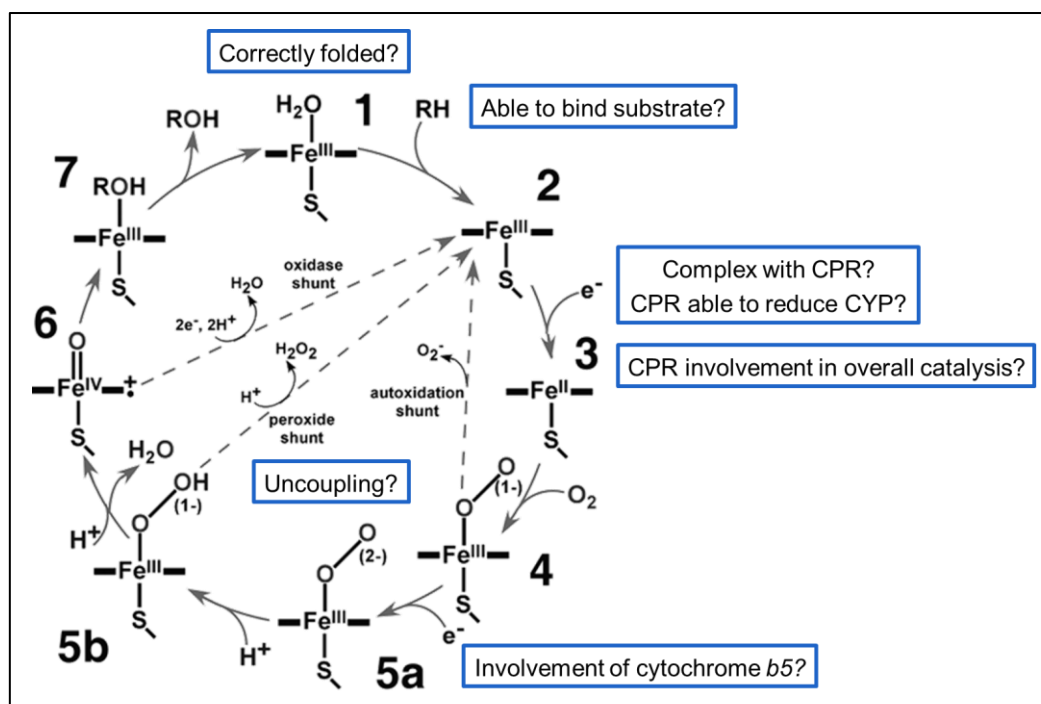 Correctly folded?
H₂O
1
FeIII
S
RH
Able to bind substrate?
ROH
7
ROH
FeIII
S
2
FeIII
S
oxidase
shunt
H₂O
2e⁻, 2H⁺
Complex with CPR?
CPR able to reduce CYP?
e⁻
6
O
FeIV
+•
S
H₂O₂
H⁺
peroxide
shunt
O₂⁻
autoxidation
shunt
3
FeII
S
CPR involvement in overall catalysis?
H₂O
H⁺
OH
(1-)
O
FeIII
S
5b
Uncoupling?
O
(2-)
O
FeIII
S
5a
H⁺
O
(1-)
O
FeIII
S
4
O₂
e⁻
Involvement of cytochrome b5?